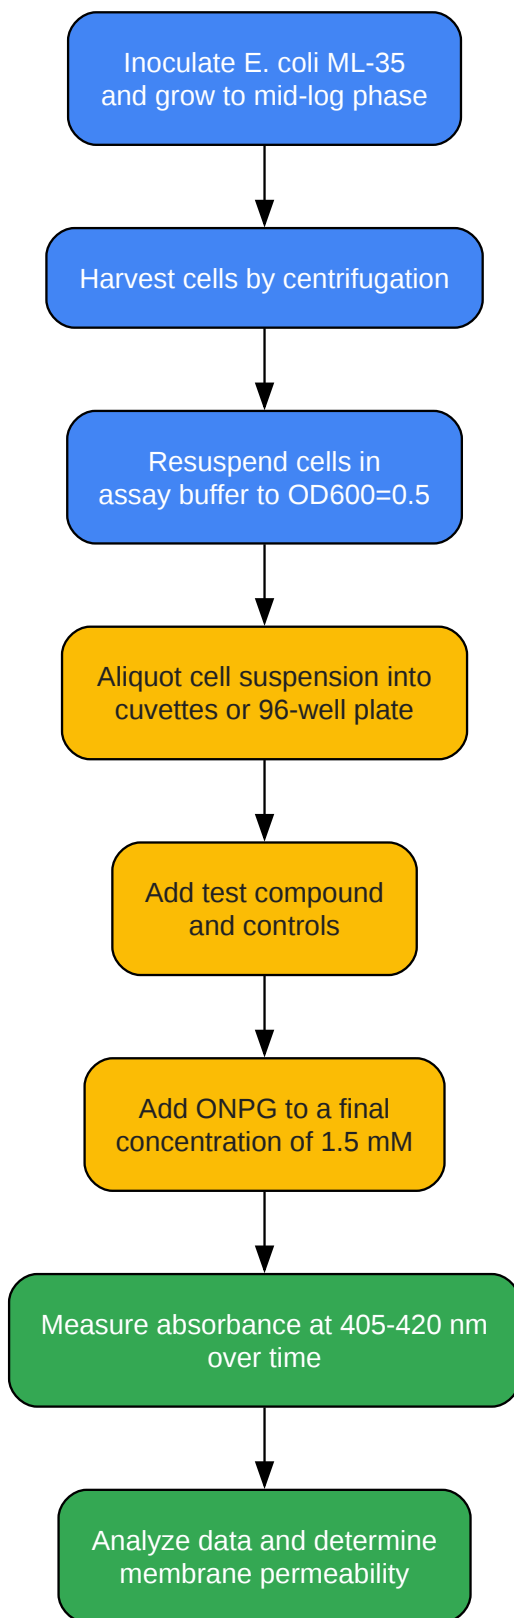 Inoculate E. coli ML-35
and grow to mid-log phase
Harvest cells by centrifugation
Resuspend cells in
assay buffer to OD600=0.5
Aliquot cell suspension into
cuvettes or 96-well plate
Add test compound
and controls
Add ONPG to a final
concentration of 1.5 mM
Measure absorbance at 405-420 nm
over time
Analyze data and determine
membrane permeability